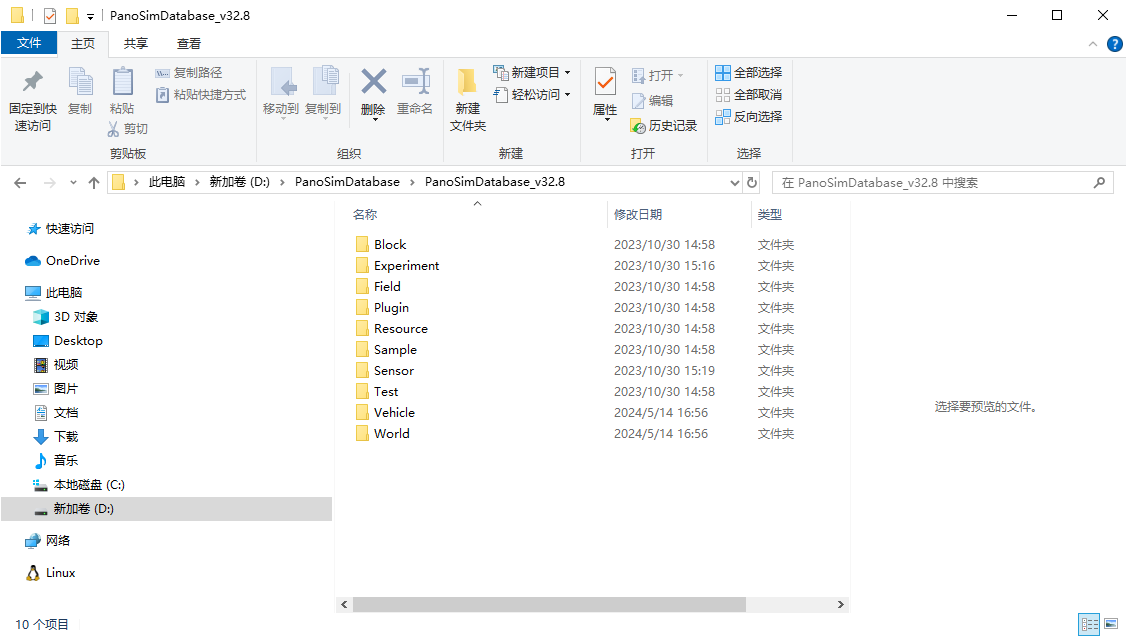 PanoSimDatabase_v32.8
文件 主页 共享 查看
固定到快速访问
复制
粘贴
复制路径
粘贴快捷方式
剪切
剪贴板
移动到
复制到
删除
重命名
组织
新建文件夹
新建项目
轻松访问
新建
属性
打开
编辑
历史记录
打开
全部选择
全部取消
反向选择
选择
此电脑 新加卷 (D:) PanoSimDatabase PanoSimDatabase_v32.8
在 PanoSimDatabase_v32.8 中搜索
快速访问
OneDrive
此电脑
3D 对象
Desktop
视频
图片
文档
下载
音乐
本地磁盘 (C:)
新加卷 (D:)
网络
Linux
名称 修改日期 类型
Block 2023/10/30 14:58 文件夹
Experiment 2023/10/30 15:16 文件夹
Field 2023/10/30 14:58 文件夹
Plugin 2023/10/30 14:58 文件夹
Resource 2023/10/30 14:58 文件夹
Sample 2023/10/30 14:58 文件夹
Sensor 2023/10/30 15:19 文件夹
Test 2023/10/30 14:58 文件夹
Vehicle 2024/5/14 16:56 文件夹
World 2024/5/14 16:56 文件夹
选择要预览的文件。
10 个项目